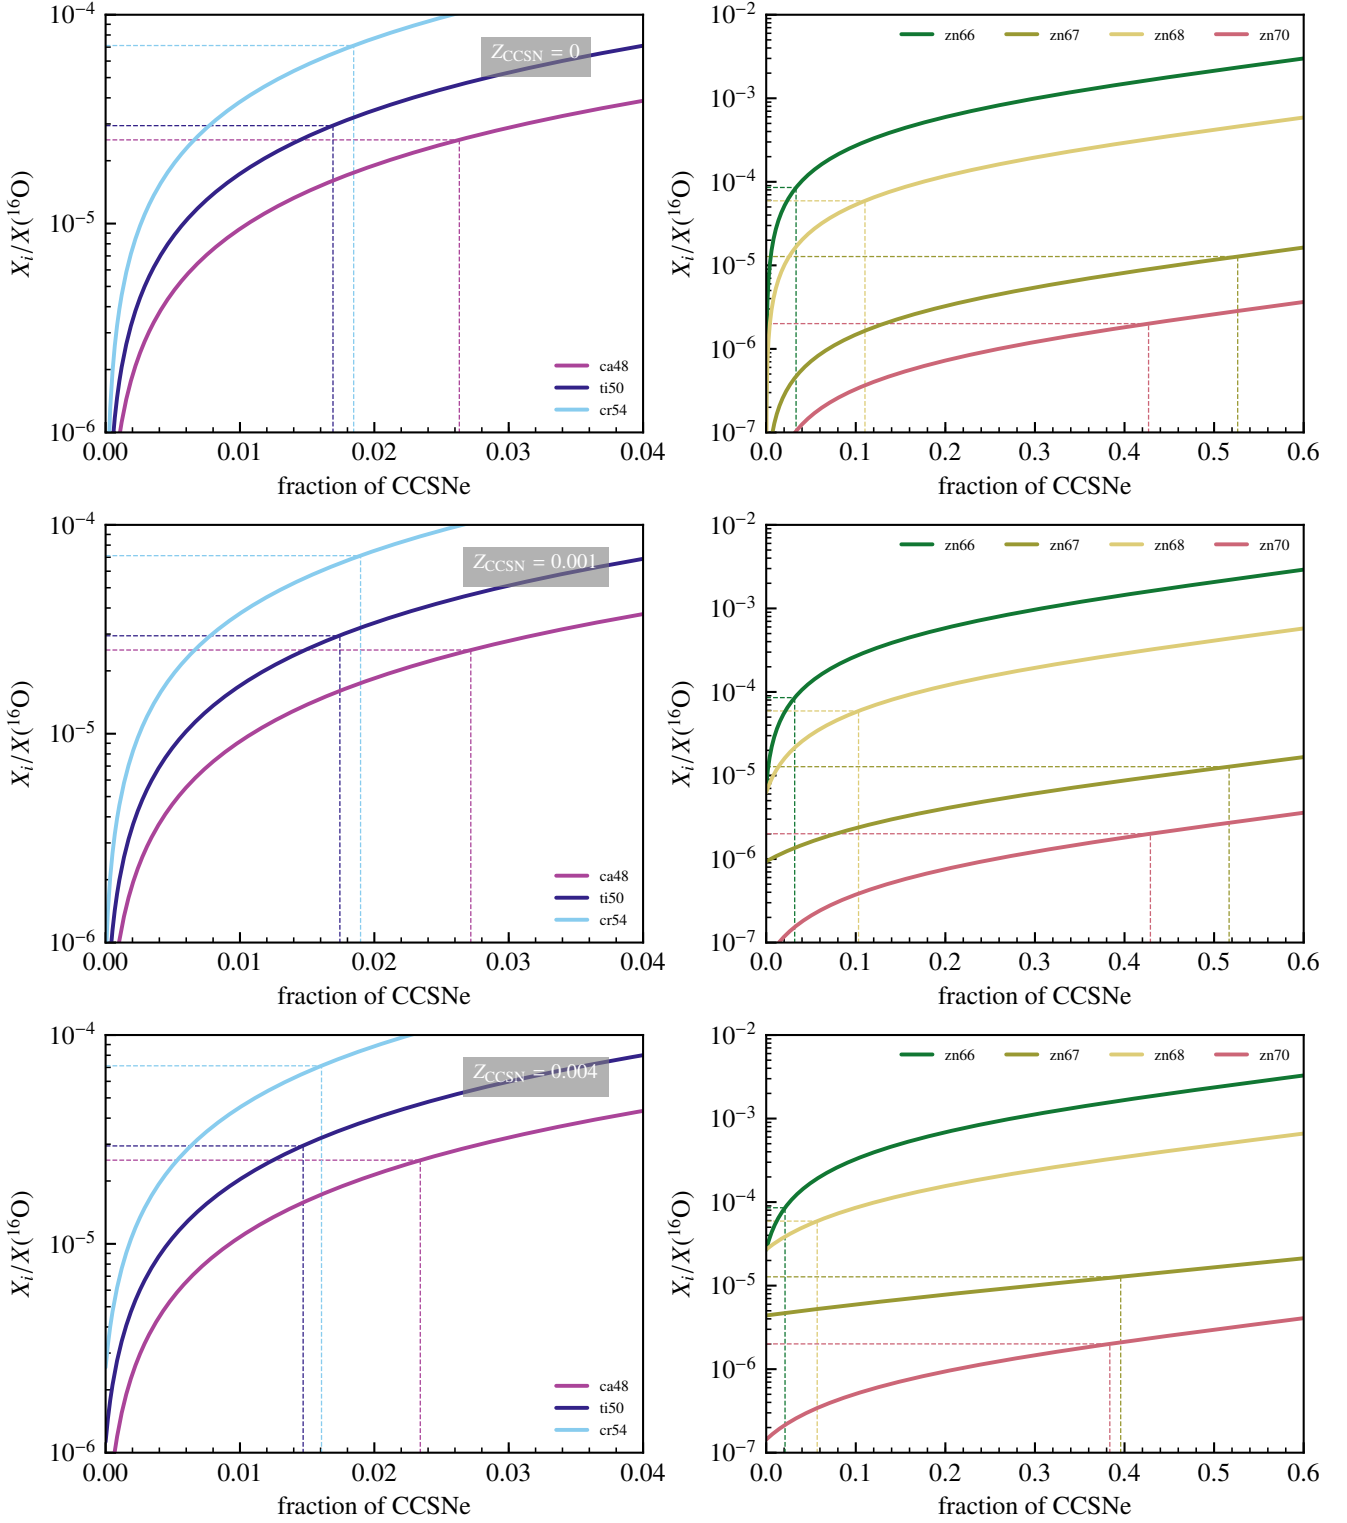 10⁻⁴
10⁻⁵
10⁻⁶
X_i/X(¹⁶O)
Z_CCSN = 0
ca48
ti50
cr54
0.00 0.01 0.02 0.03 0.04
fraction of CCSNe
10⁻²
10⁻³
10⁻⁴
10⁻⁵
10⁻⁶
10⁻⁷
X_i/X(¹⁶O)
zn66 zn67 zn68 zn70
0.0 0.1 0.2 0.3 0.4 0.5 0.6
fraction of CCSNe
10⁻⁴
10⁻⁵
10⁻⁶
X_i/X(¹⁶O)
Z_CCSN = 0.001
ca48
ti50
cr54
0.00 0.01 0.02 0.03 0.04
fraction of CCSNe
10⁻²
10⁻³
10⁻⁴
10⁻⁵
10⁻⁶
10⁻⁷
X_i/X(¹⁶O)
zn66 zn67 zn68 zn70
0.0 0.1 0.2 0.3 0.4 0.5 0.6
fraction of CCSNe
10⁻⁴
10⁻⁵
10⁻⁶
X_i/X(¹⁶O)
Z_CCSN = 0.004
ca48
ti50
cr54
0.00 0.01 0.02 0.03 0.04
fraction of CCSNe
10⁻²
10⁻³
10⁻⁴
10⁻⁵
10⁻⁶
10⁻⁷
X_i/X(¹⁶O)
zn66 zn67 zn68 zn70
0.0 0.1 0.2 0.3 0.4 0.5 0.6
fraction of CCSNe